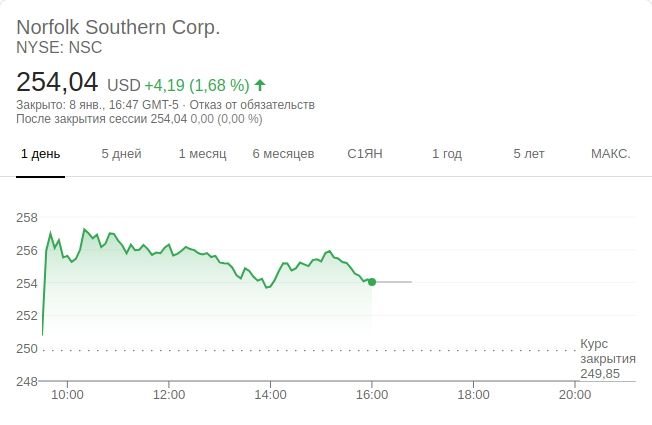 Norfolk Southern Corp.
NYSE: NSC
254,04 USD +4,19 (1,68 %)
Закрыто: 8 янв., 16:47 GMT-5 · Отказ от обязательств
После закрытия сессии 254,04 0,00 (0,00 %)
1 день 5 дней 1 месяц 6 месяцев С1ЯН 1 год 5 лет МАКС.
258
256
254
252
250
Курс
закрытия
249,85
248
10:00 12:00 14:00 16:00 18:00 20:00